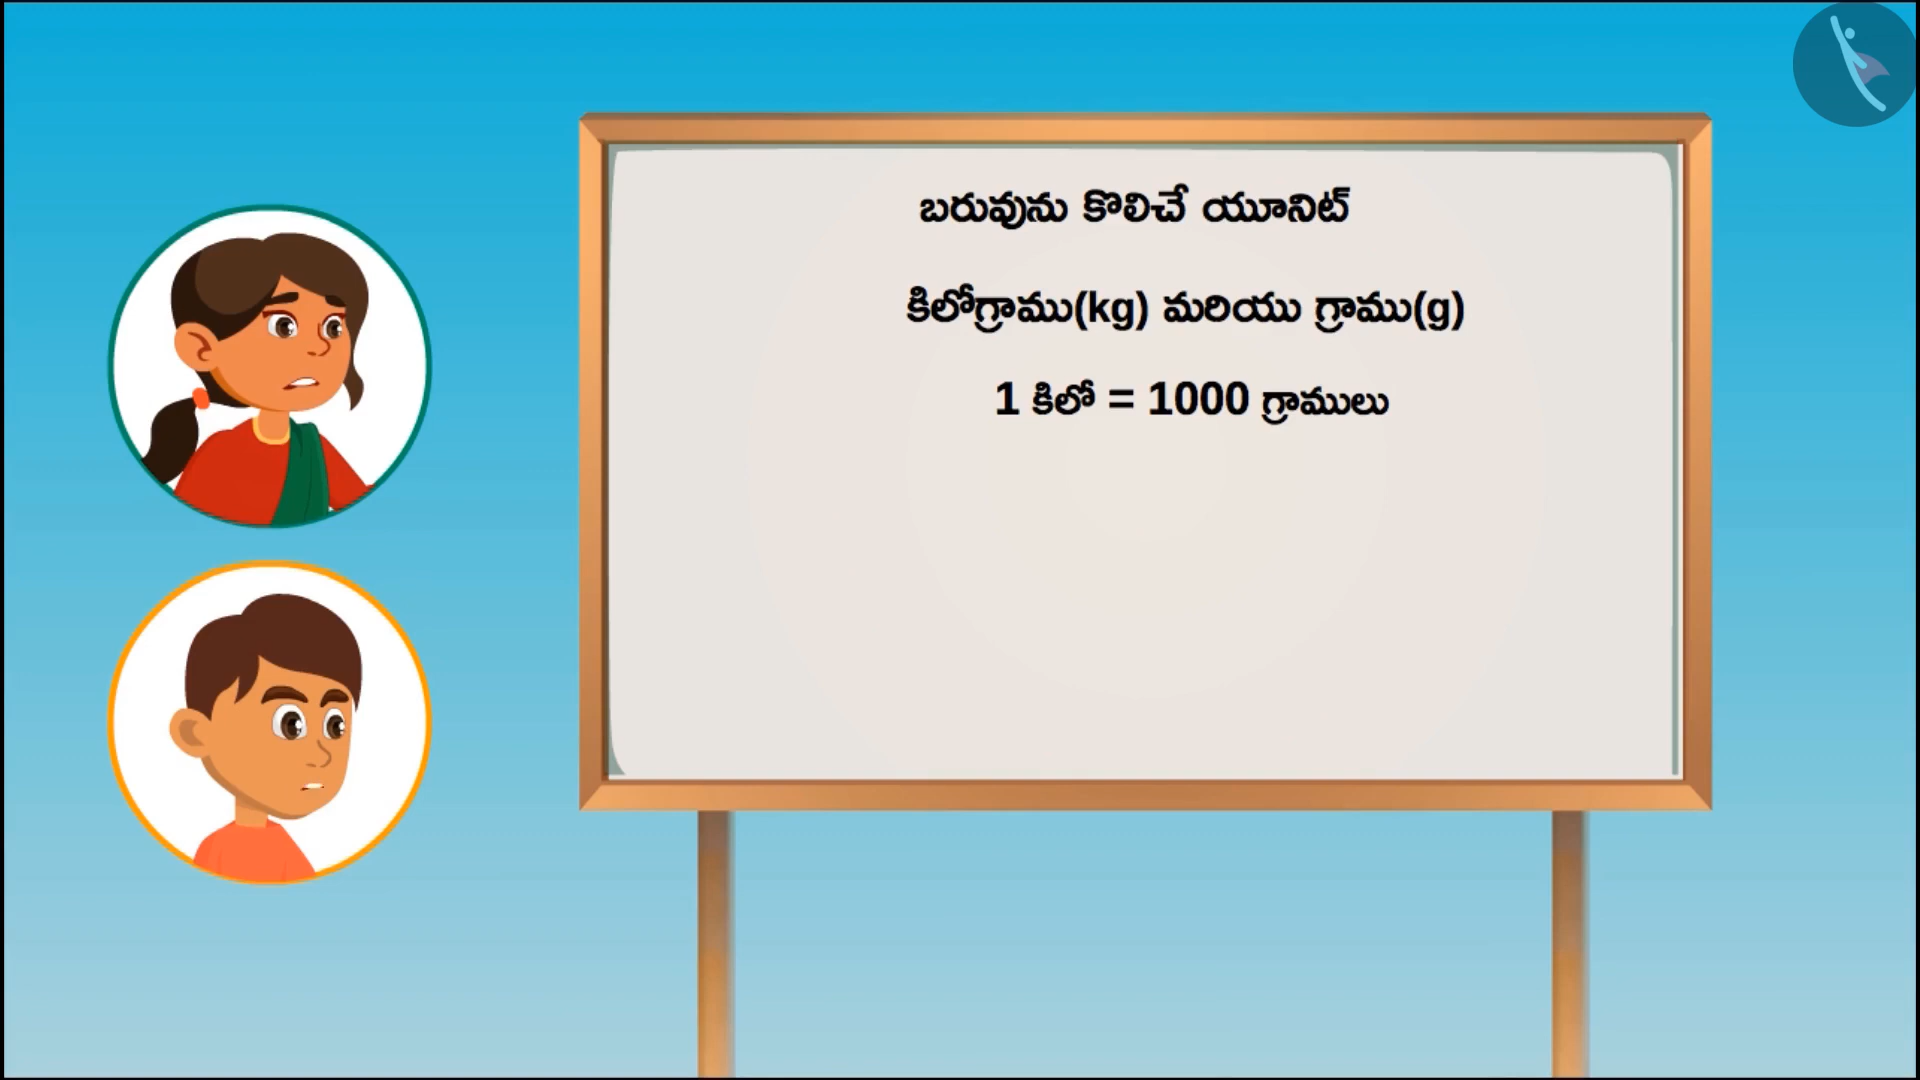 బరువును కొలిచే యూనిట్
కిలోగ్రాము(kg) మరియు గ్రాము(g)
1 కిలో = 1000 గ్రాములు